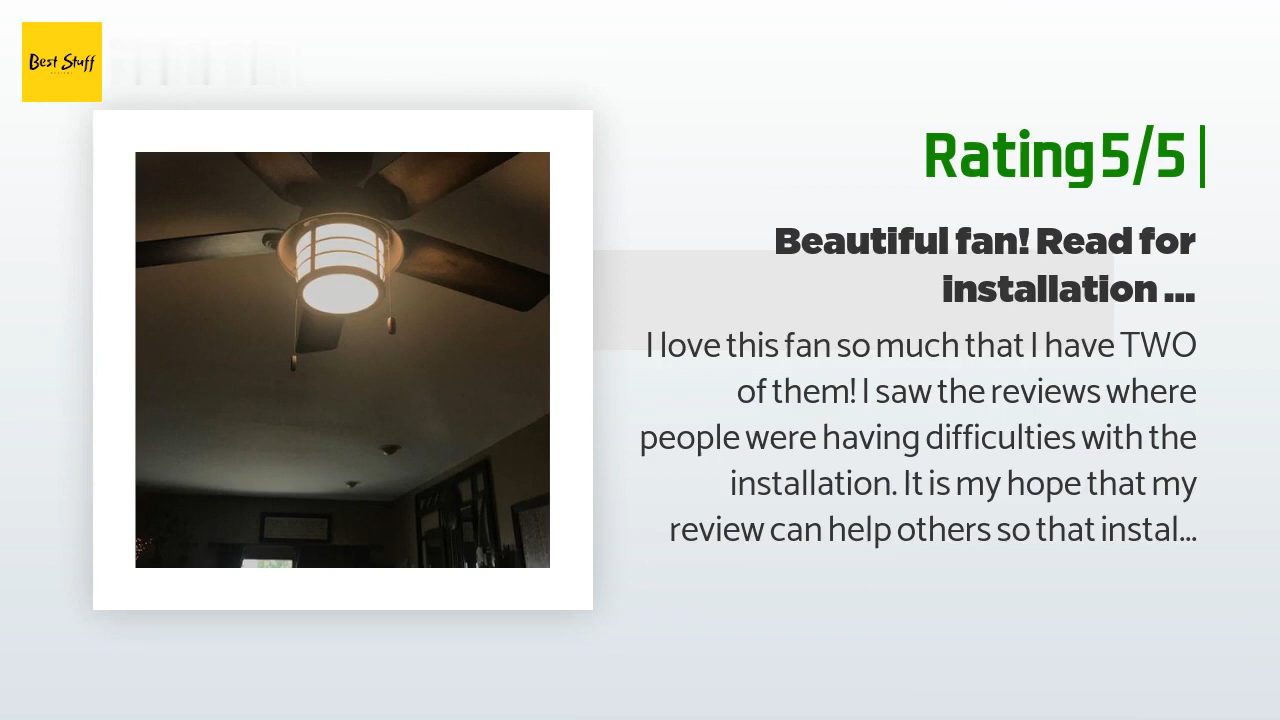 Best Stuff
Rating 5/5
Beautiful fan! Read for
installation ...
I love this fan so much that I have TWO
of them! I saw the reviews where
people were having difficulties with the
installation. It is my hope that my
review can help others so that instal...